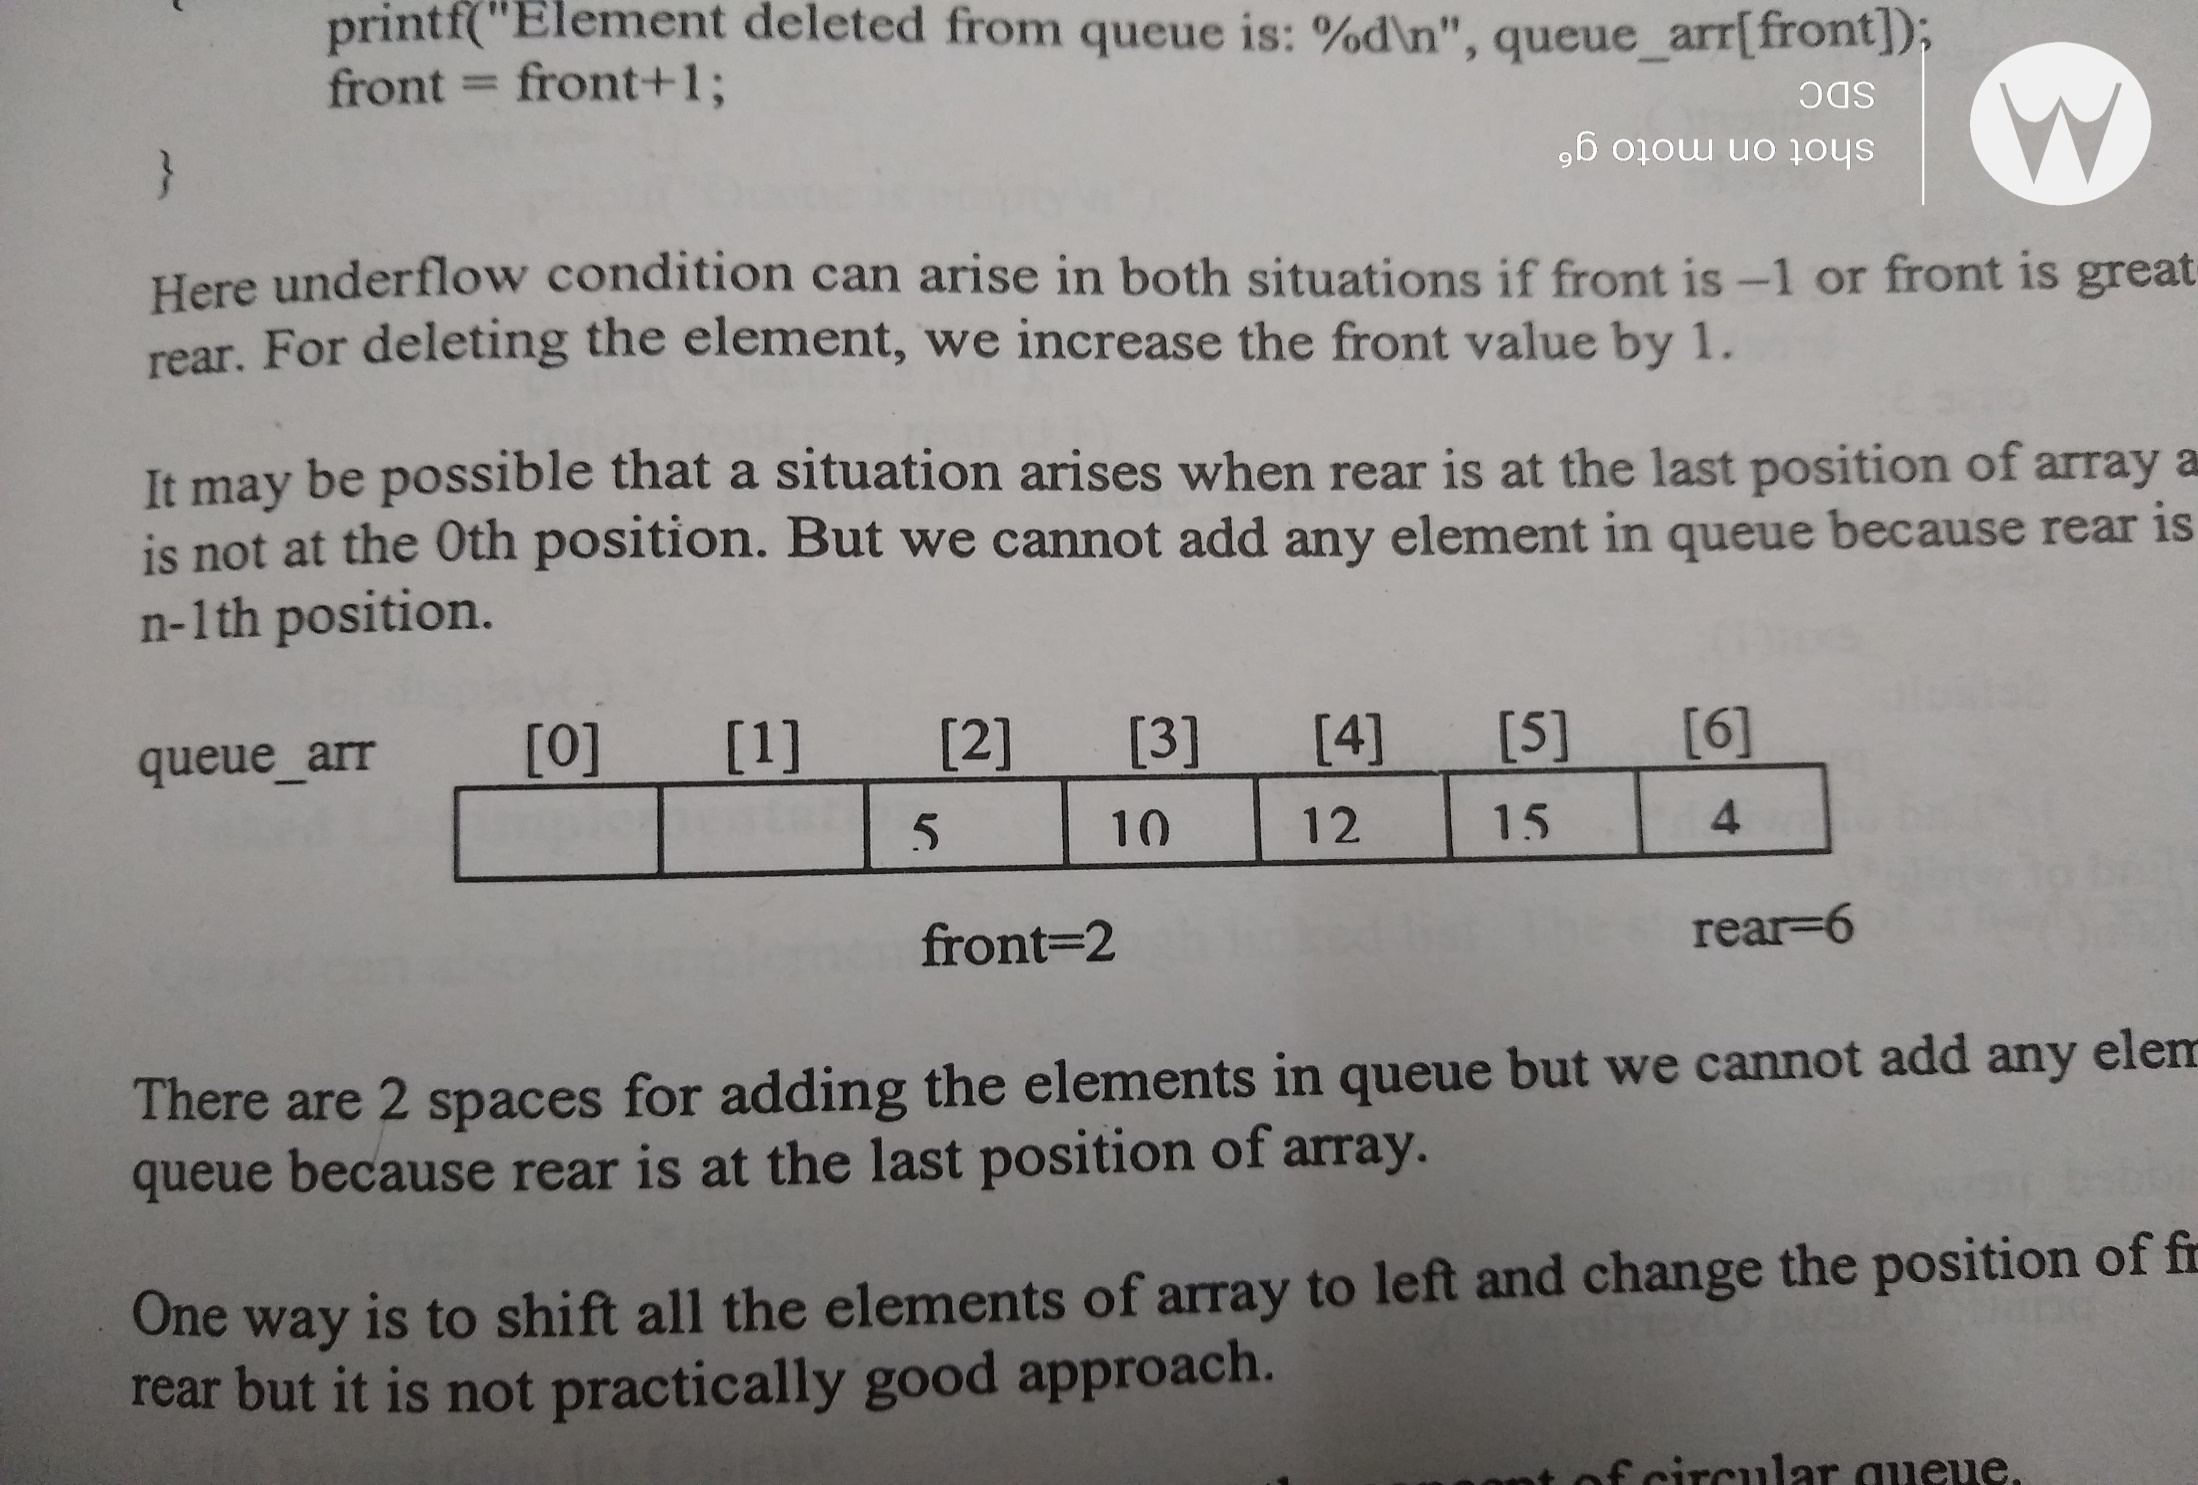 printf("Element deleted from queue is: %d\n", queue_arr[front]);
front = front+1;
}
SDC
shot on moto g⁶
Here underflow condition can arise in both situations if front is –1 or front is great
rear. For deleting the element, we increase the front value by 1.
It may be possible that a situation arises when rear is at the last position of array a
is not at the 0th position. But we cannot add any element in queue because rear is
n-1th position.
queue_arr [0] [1] [2] [3] [4] [5] [6]
5 10 12 15 4
front=2 rear=6
There are 2 spaces for adding the elements in queue but we cannot add any elem
queue because rear is at the last position of array.
One way is to shift all the elements of array to left and change the position of fr
rear but it is not practically good approach.
of circular queue.